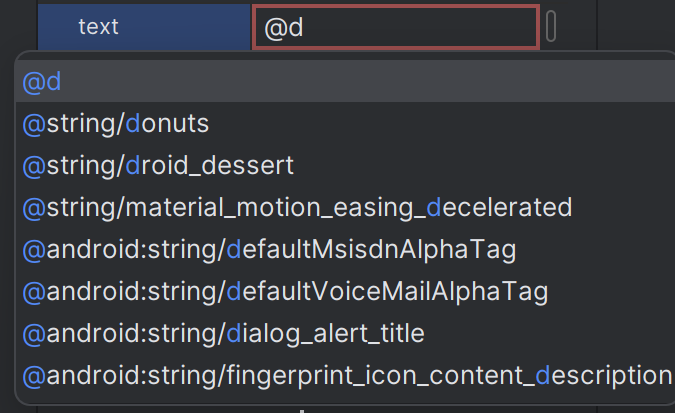 text
@d
@d
@string/donuts
@string/droid_dessert
@string/material_motion_easing_decelerated
@android:string/defaultMsisdnAlphaTag
@android:string/defaultVoiceMailAlphaTag
@android:string/dialog_alert_title
@android:string/fingerprint_icon_content_description